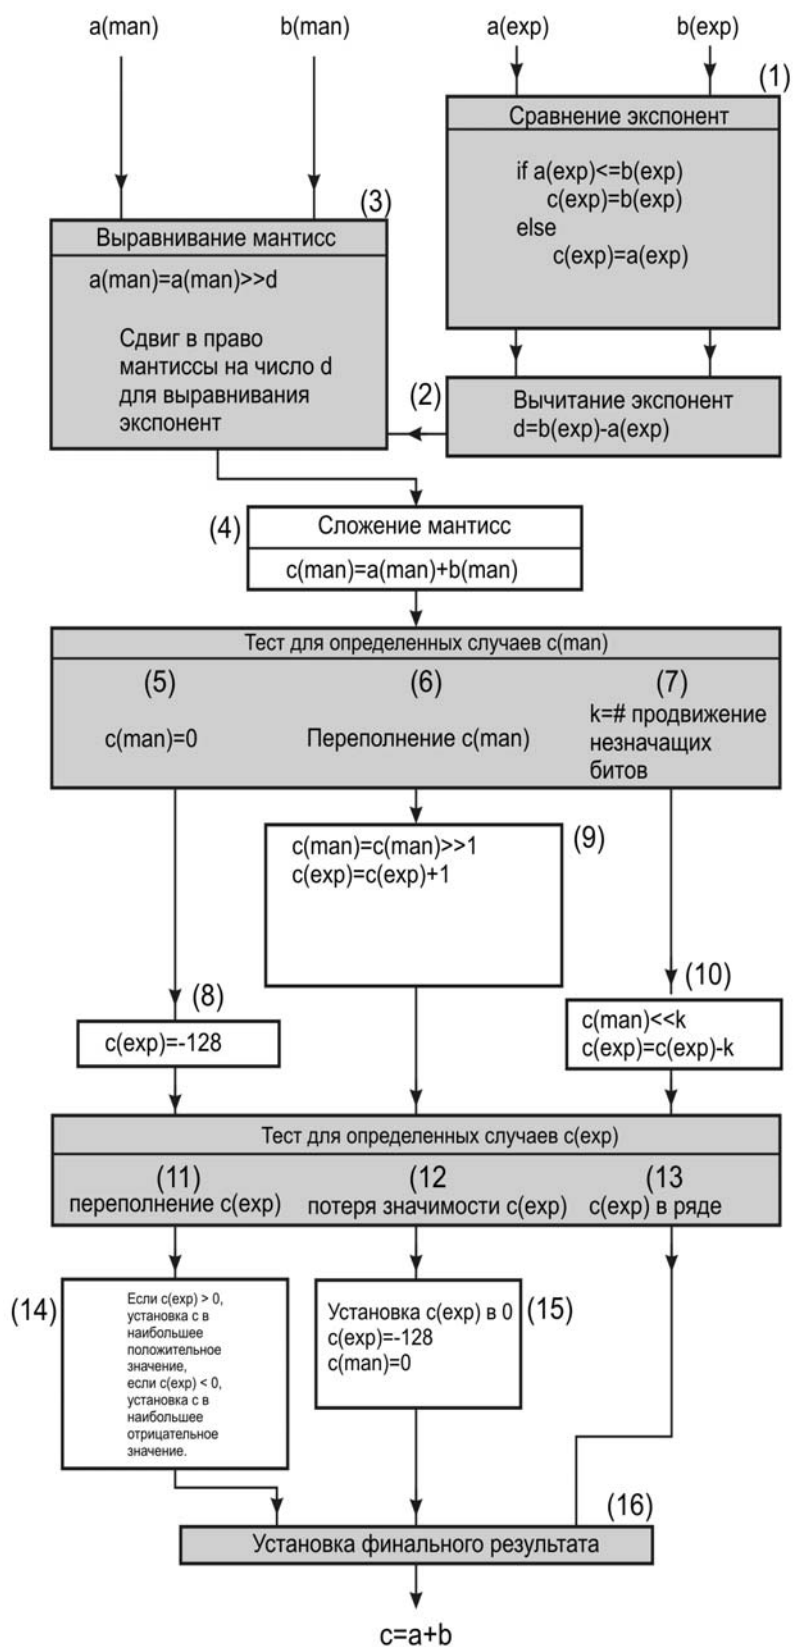 a(man)
b(man)
a(exp)
b(exp)
(1)
Сравнение экспонент
if a(exp)<=b(exp)
c(exp)=b(exp)
else
c(exp)=a(exp)
(3)
Выравнивание мантисс
a(man)=a(man)>>d
Сдвиг в право
мантиссы на число d
для выравнивания
экспонент
(2)
Вычитание экспонент
d=b(exp)-a(exp)
(4)
Сложение мантисс
c(man)=a(man)+b(man)
Тест для определенных случаев c(man)
(5)
c(man)=0
(6)
Переполнение c(man)
(7)
k=# продвижение
незначащих
битов
c(man)=c(man)>>1
c(exp)=c(exp)+1
(9)
(8)
c(exp)=-128
(10)
c(man)<<k
c(exp)=c(exp)-k
Тест для определенных случаев c(exp)
(11)
переполнение c(exp)
(12)
потеря значимости c(exp)
(13)
c(exp) в ряде
(14)
Если c(exp) > 0,
установка c в
наибольшее
положительное
значение,
если c(exp) < 0,
установка c в
наибольшее
отрицательное
значение.
Установка c(exp) в 0
c(exp)=-128
c(man)=0
(15)
(16)
Установка финального результата
c=a+b